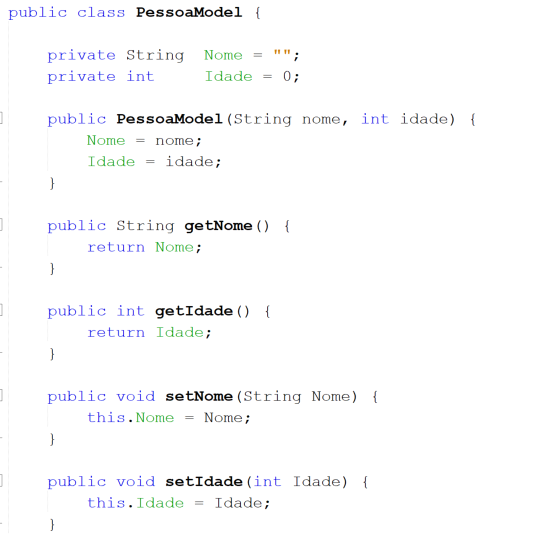 public class PessoaModel {
private String Nome = "";
private int Idade = 0;
public PessoaModel(String nome, int idade) {
Nome = nome;
Idade = idade;
}
public String getNome() {
return Nome;
}
public int getIdade() {
return Idade;
}
public void setNome(String Nome) {
this.Nome = Nome;
}
public void setIdade(int Idade) {
this.Idade = Idade;
}